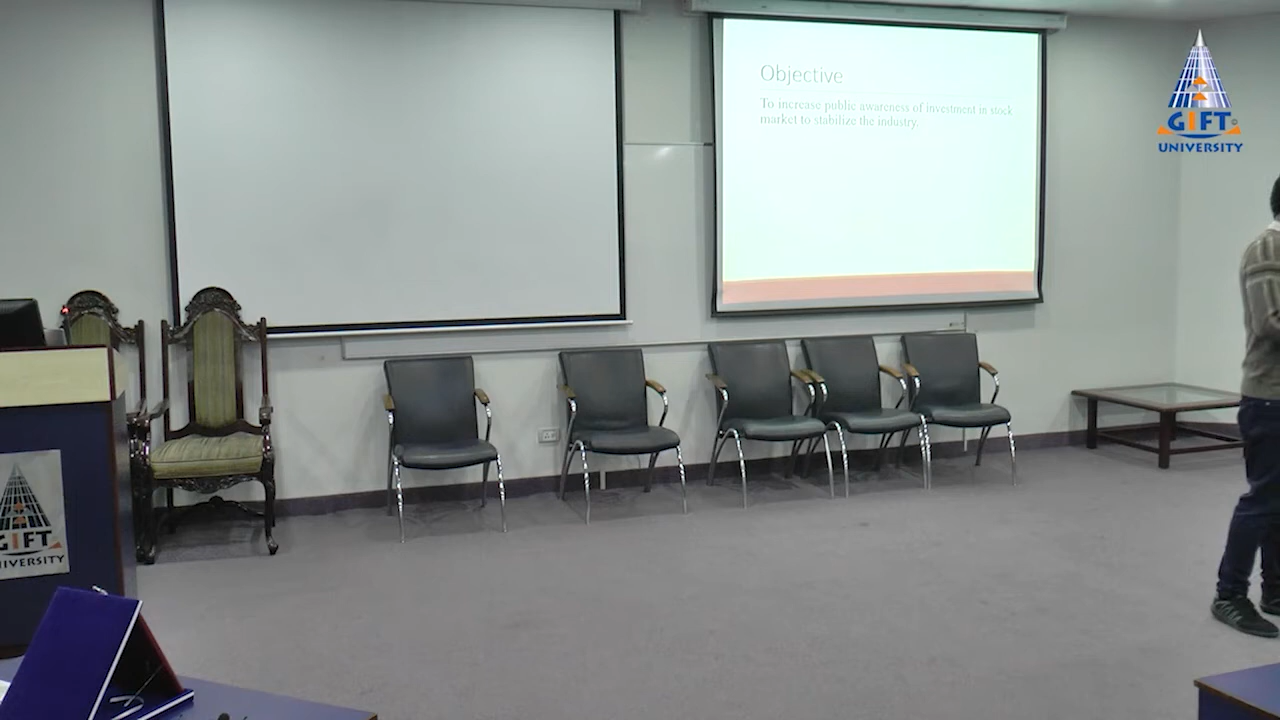 Objective
To increase public awareness of investment in stock
market to stabilize the industry.
GIFT
UNIVERSITY
GIFT
UNIVERSITY